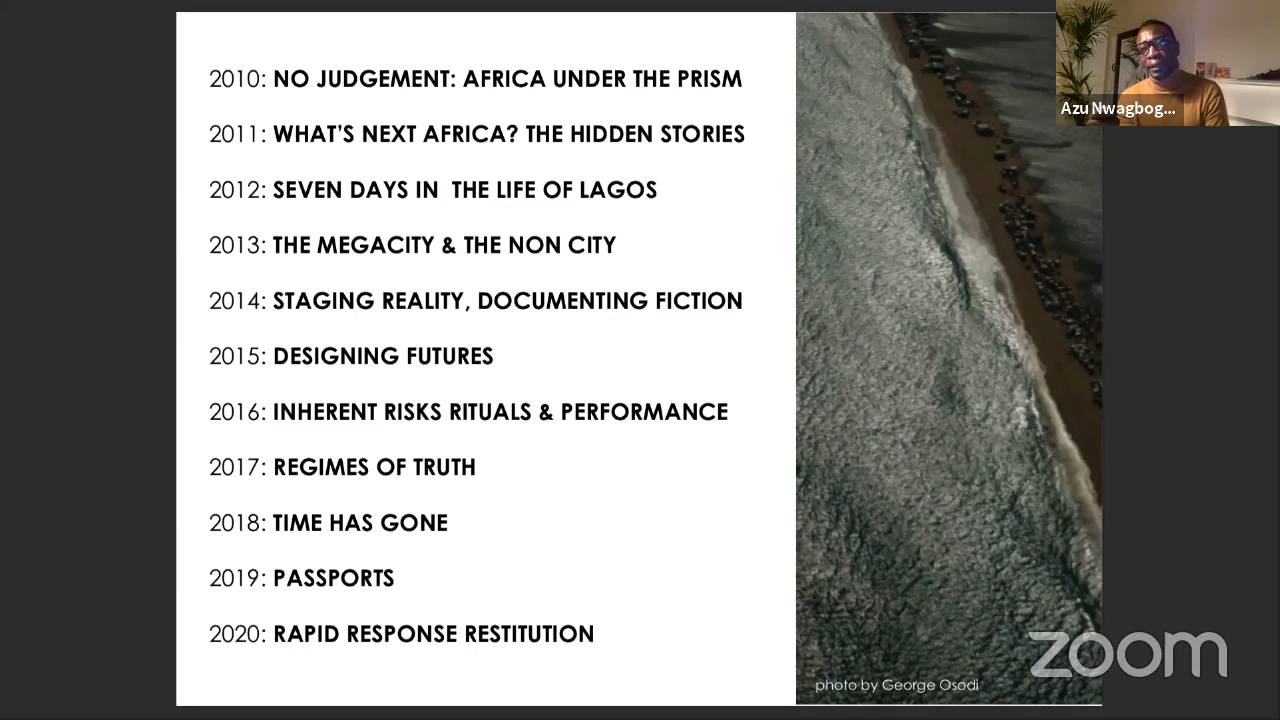 2010: NO JUDGEMENT: AFRICA UNDER THE PRISM
2011: WHAT'S NEXT AFRICA? THE HIDDEN STORIES
2012: SEVEN DAYS IN THE LIFE OF LAGOS
2013: THE MEGACITY & THE NON CITY
2014: STAGING REALITY, DOCUMENTING FICTION
2015: DESIGNING FUTURES
2016: INHERENT RISKS RITUALS & PERFORMANCE
2017: REGIMES OF TRUTH
2018: TIME HAS GONE
2019: PASSPORTS
2020: RAPID RESPONSE RESTITUTION
photo by George Osodi
Azu Nwagbog...
zoom